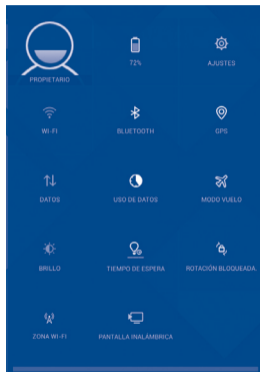 72%
AJUSTES
PROPIETARIO
WI-FI
BLUETOOTH
GPS
DATOS
USO DE DATOS
MODO VUELO
BRILLO
TIEMPO DE ESPERA
ROTACIÓN BLOQUEADA
ZONA WI-FI
PANTALLA INALÁMBRICA